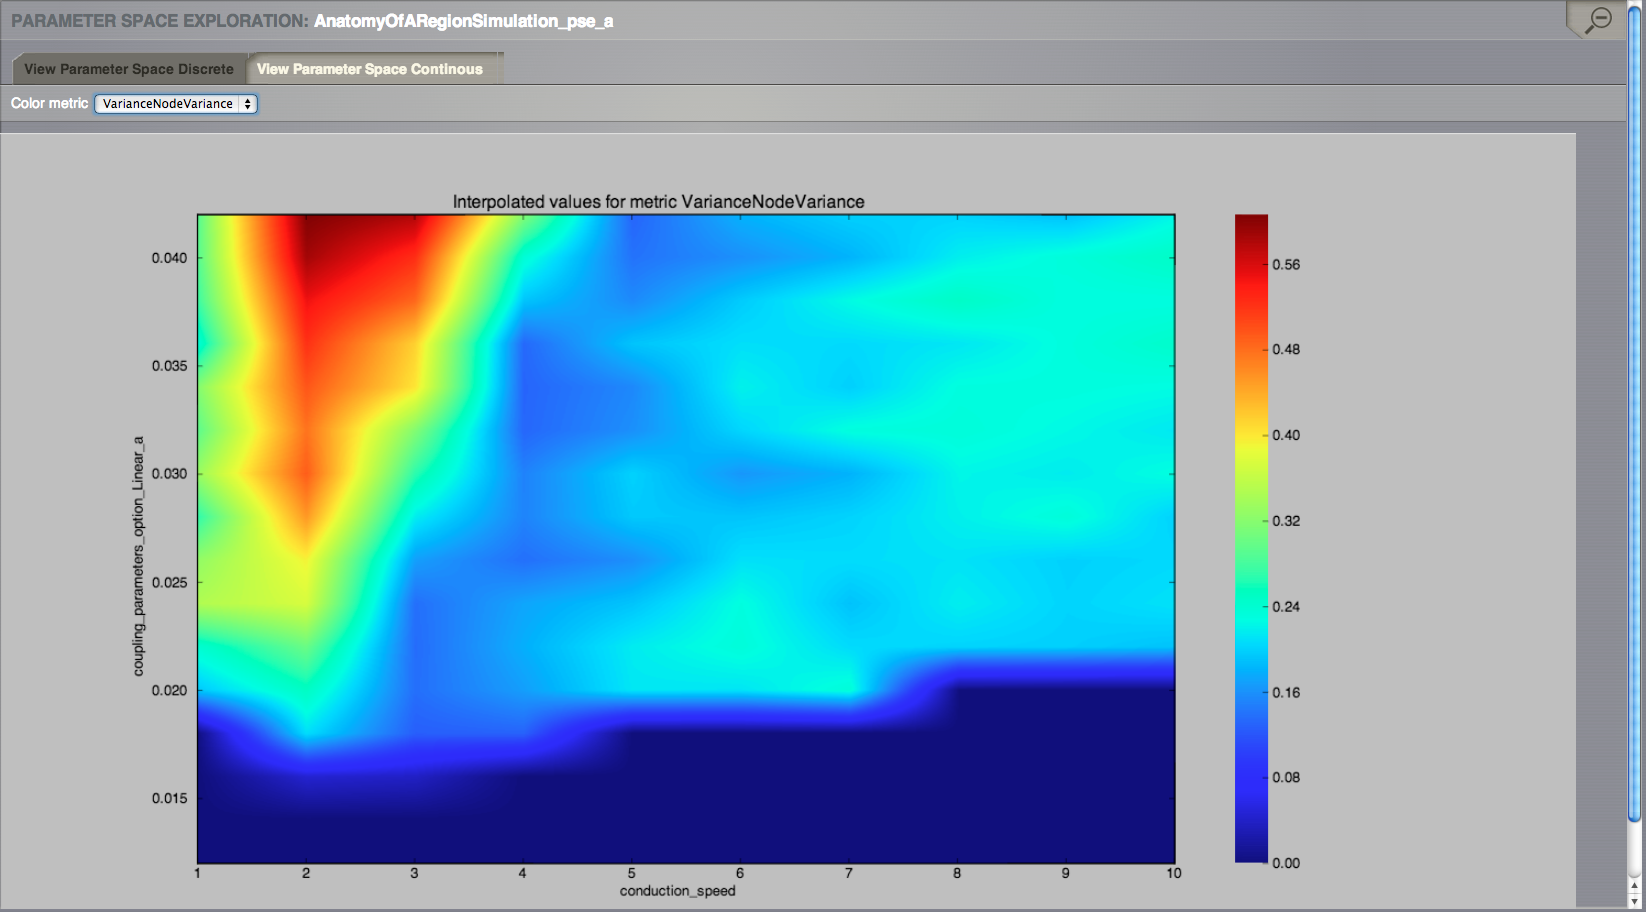 PARAMETER SPACE EXPLORATION: AnatomyOfARegionSimulation_pse_a
View Parameter Space Discrete View Parameter Space Continous
Color metric VarianceNodeVariance
Interpolated values for metric VarianceNodeVariance
0.040
0.035
0.030
0.025
0.020
0.015
coupling_parameters_option_Linear_a
1 2 3 4 5 6 7 8 9 10
conduction_speed
0.56
0.48
0.40
0.32
0.24
0.16
0.08
0.00